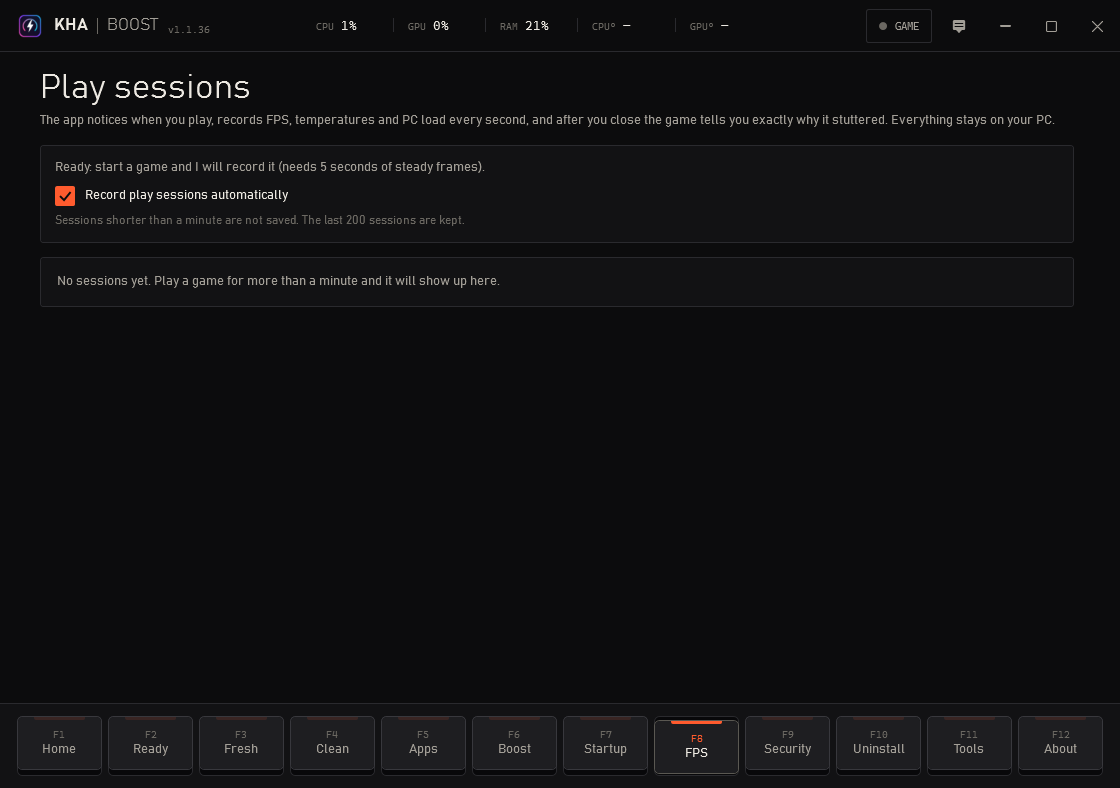 KHA | BOOST v1.1.36
CPU 1%
GPU 0%
RAM 21%
CPU° —
GPU° —
GAME
Play sessions
The app notices when you play, records FPS, temperatures and PC load every second, and after you close the game tells you exactly why it stuttered. Everything stays on your PC.
Ready: start a game and I will record it (needs 5 seconds of steady frames).
Record play sessions automatically
Sessions shorter than a minute are not saved. The last 200 sessions are kept.
No sessions yet. Play a game for more than a minute and it will show up here.
F1
Home
F2
Ready
F3
Fresh
F4
Clean
F5
Apps
F6
Boost
F7
Startup
F8
FPS
F9
Security
F10
Uninstall
F11
Tools
F12
About